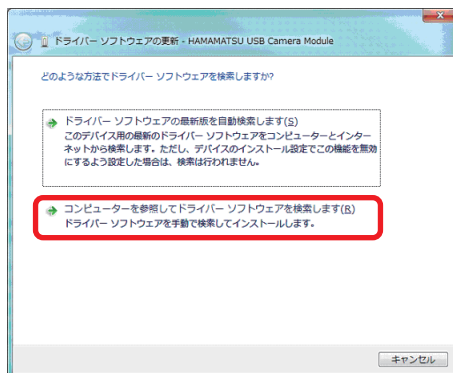 ドライバー ソフトウェアの更新 - HAMAMATSU USB Camera Module
どのような方法でドライバー ソフトウェアを検索しますか?
ドライバー ソフトウェアの最新版を自動検索します(S)
このデバイス用の最新のドライバー ソフトウェアをコンピューターとインター
ネットから検索します。ただし、デバイスのインストール設定でこの機能を無効
にするよう設定した場合は、検索は行われません。
コンピューターを参照してドライバー ソフトウェアを検索します(R)
ドライバー ソフトウェアを手動で検索してインストールします。
キャンセル